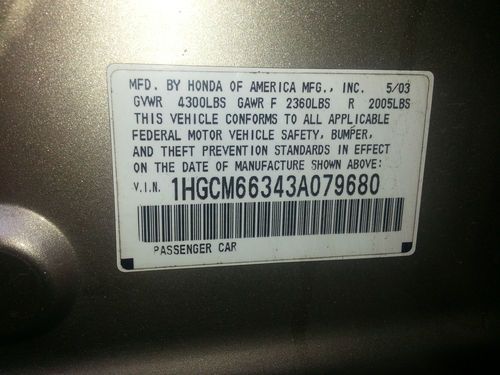 MFD. BY HONDA OF AMERICA MFG., INC. 5/03
GVWR 4300LBS GAWR F 2360LBS R 2005LBS
THIS VEHICLE CONFORMS TO ALL APPLICABLE
FEDERAL MOTOR VEHICLE SAFETY, BUMPER,
AND THEFT PREVENTION STANDARDS IN EFFECT
ON THE DATE OF MANUFACTURE SHOWN ABOVE:
V.I.N. 1HGCM66343A079680
PASSENGER CAR